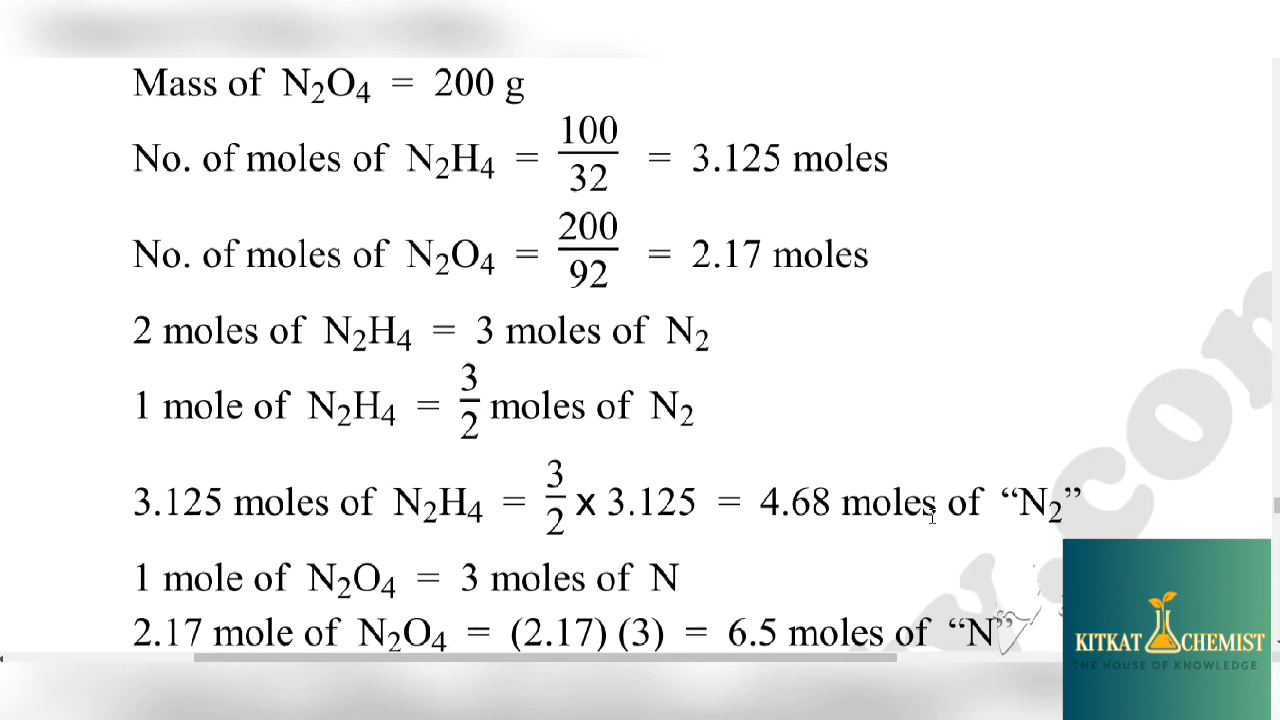 Mass of N₂O₄ = 200 g
No. of moles of N₂H₄ = 100/32 = 3.125 moles
No. of moles of N₂O₄ = 200/92 = 2.17 moles
2 moles of N₂H₄ = 3 moles of N₂
1 mole of N₂H₄ = 3/2 moles of N₂
3.125 moles of N₂H₄ = 3/2 x 3.125 = 4.68 moles of “N₂”
1 mole of N₂O₄ = 3 moles of N
2.17 mole of N₂O₄ = (2.17) (3) = 6.5 moles of “N”
KITKAT CHEMIST
THE HOUSE OF KNOWLEDGE